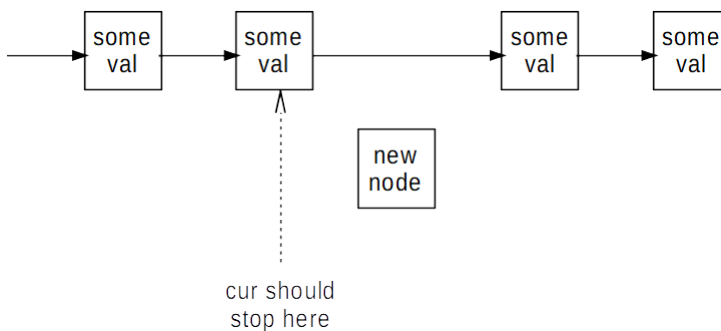 some
val
some
val
some
val
some
val
new
node
cur should
stop here